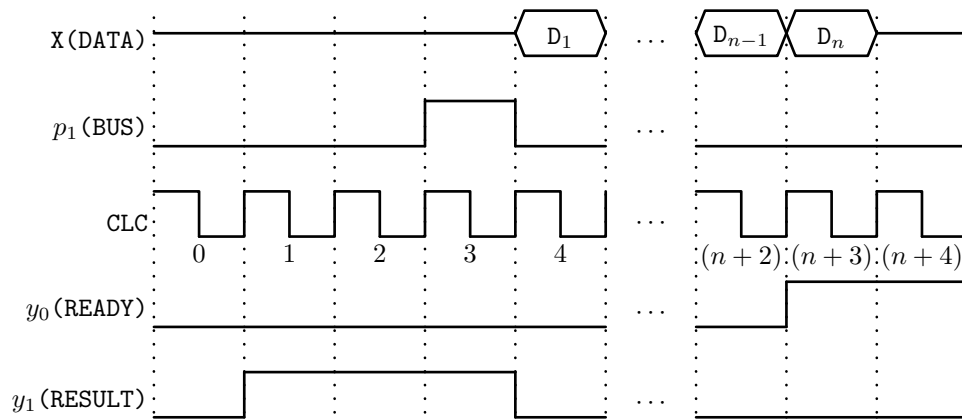 X(DATA) D₁ ... Dₙ₋₁ Dₙ
p₁(BUS) ...
CLC ...
0 1 2 3 4 (n + 2) (n + 3) (n + 4)
y₀(READY) ...
y₁(RESULT) ...